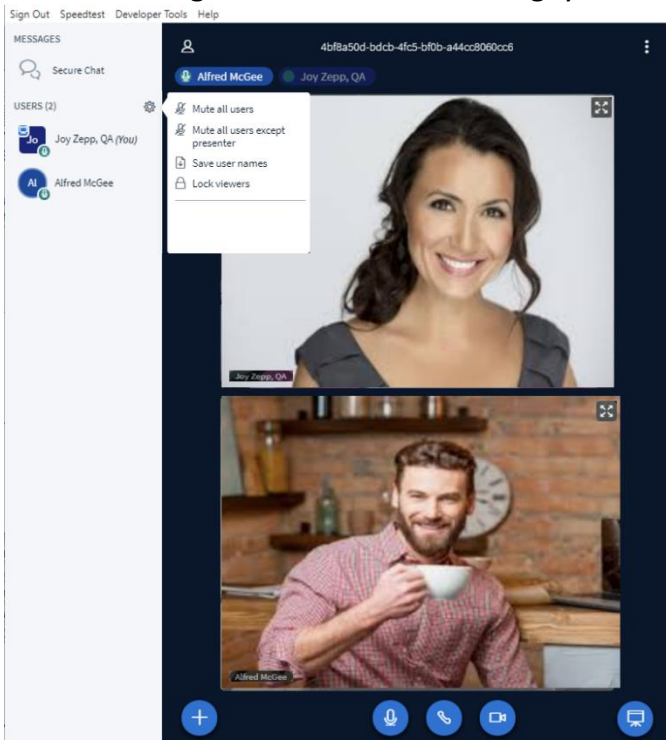 Sign Out Speedtest Developer Tools Help
MESSAGES
Secure Chat
USERS (2)
Jo Joy Zepp, QA (You)
Al Alfred McGee
4bf8a50d-bdcb-4fc5-bf0b-a44cc8060cc6
Alfred McGee Joy Zepp, QA
Mute all users
Mute all users except
presenter
Save user names
Lock viewers
Joy Zepp, QA
Alfred McGee